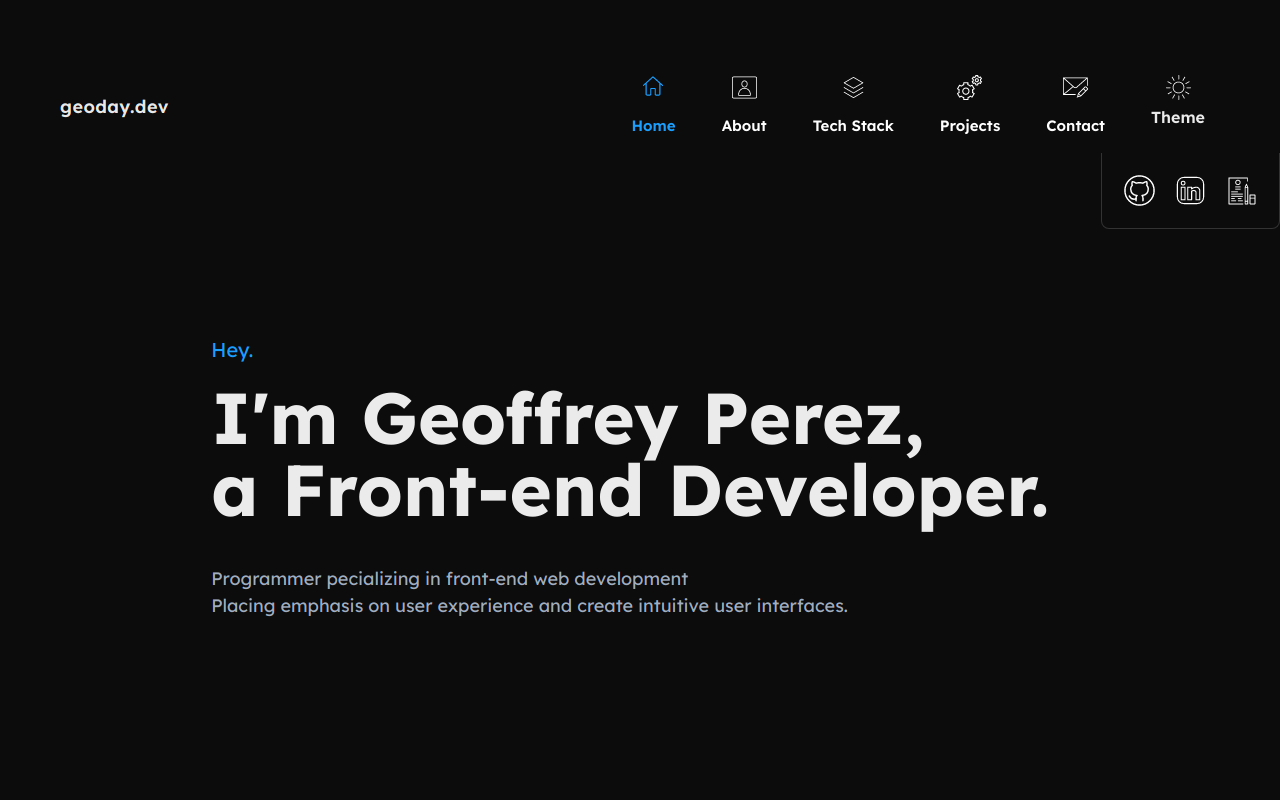 geoday.dev
Home
About
Tech Stack
Projects
Contact
Theme
Hey.
I'm Geoffrey Perez,
a Front-end Developer.
Programmer pecializing in front-end web development
Placing emphasis on user experience and create intuitive user interfaces.